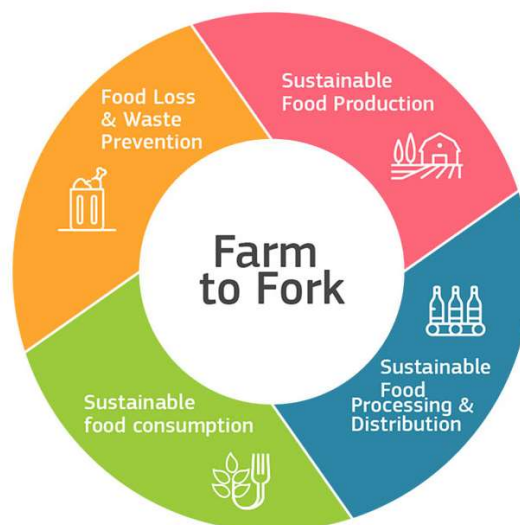 Food Loss
& Waste
Prevention
Sustainable
Food Production
Farm
to Fork
Sustainable
Food
Processing &
Distribution
Sustainable
food consumption